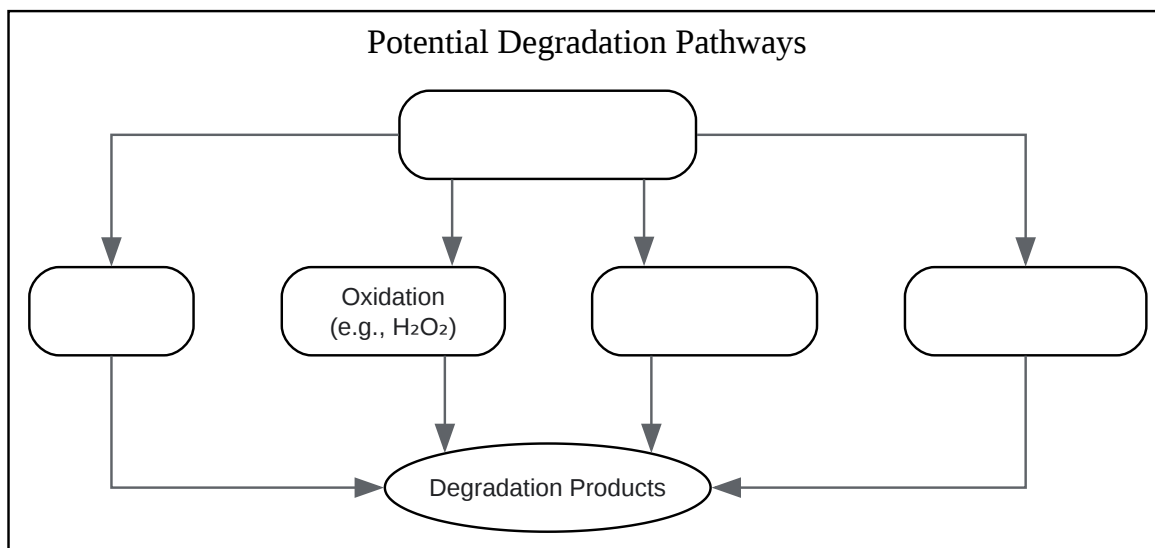 Potential Degradation Pathways
Oxidation
(e.g., H₂O₂)
Degradation Products